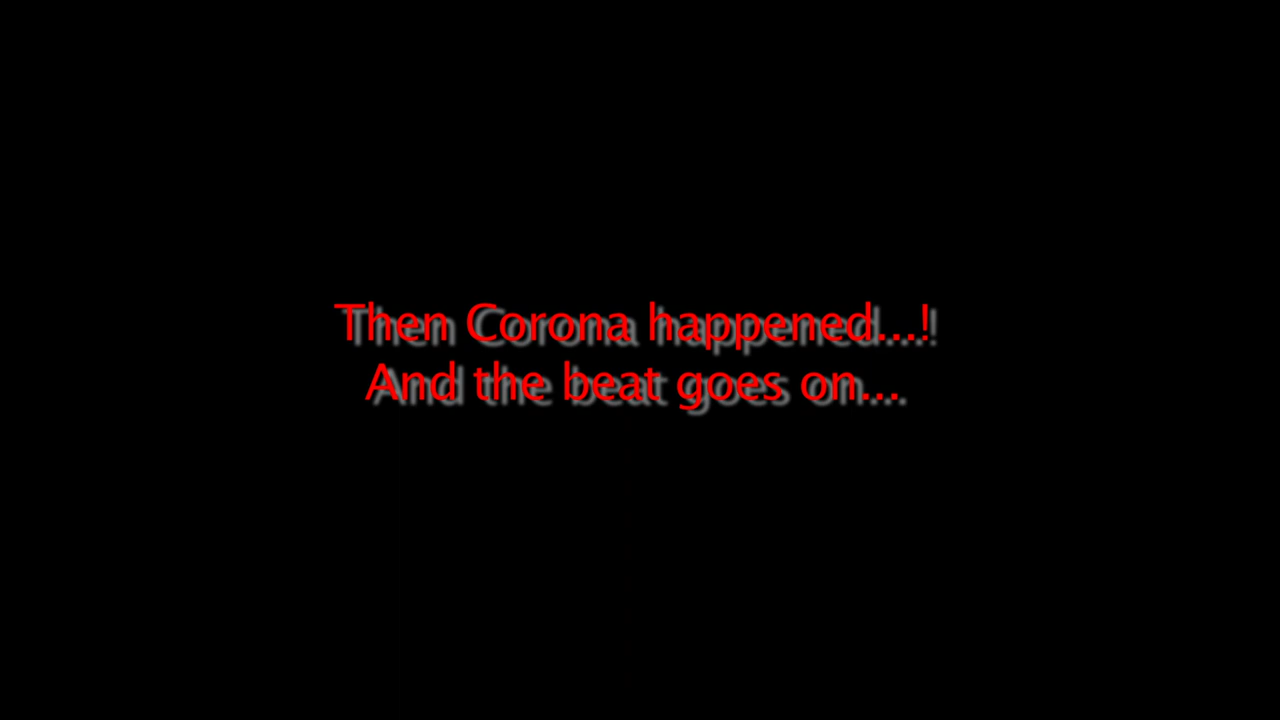 Then Corona happened...!
And the beat goes on...